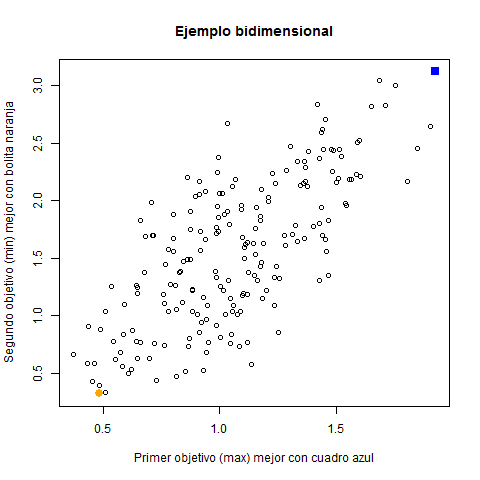 Ejemplo bidimensional
Segundo objetivo (min) mejor con bolita naranja
3.0
2.5
2.0
1.5
1.0
0.5
0.5 1.0 1.5
Primer objetivo (max) mejor con cuadro azul